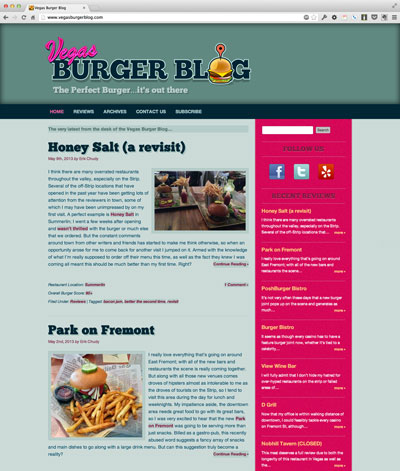 Vegas Burger Blog
www.vegasburgerblog.com
Vegas
BURGER BLOG
The Perfect Burger...it's out there
HOME REVIEWS ARCHIVES CONTACT US SUBSCRIBE
The very latest from the desk of the Vegas Burger Blog...
Honey Salt (a revisit)
May 9th, 2013 by Erik Chudy
I think there are many overrated restaurants
throughout the valley, especially on the Strip.
Several of the off-Strip locations that have
opened in the past year have been getting lots of
attention from the reviewers in town, some of
which I may have been unimpressed by on my
first visit. A perfect example is Honey Salt in
Summerlin. I went a few weeks after opening
and wasn't thrilled with the burger or much else
that we ordered. But the constant comments
around town from other writers and friends has started to make me think otherwise, so when an
opportunity arose for me to come back for another visit I jumped on it. Armed with the knowledge
of what I'm really supposed to order off their menu this time, as well as the fact they knew I was
coming all meant this should be much better than my first time. Right?
Continue Reading »
Restaurant Location: Summerlin
1 Comment »
Overall Burger Score:
Filed Under: Reviews | Tagged: bacon jam, better the second time, revisit
Park on Fremont
May 2nd, 2013 by Erik Chudy
I really love everything that's going on around
East Fremont, with all of the new bars and
restaurants the scene is really coming together.
But along with all those new venues comes
droves of hipsters almost as intolerable to me as
the droves of tourists on the Strip, so I tend to
visit this area during the day for lunch and
weeknights. My impatience aside, the downtown
area needs great food to go with its great bars,
so I was very excited to hear that the new Park
on Fremont was going to be serving more than
just snacks. Billed as a gastro-pub, this recently
abused word suggests a fancy array of snacks
and main dishes to go along with a large drink menu. But can this suggestion truly become a
reality?
Continue Reading »
Search
FOLLOW US
RECENT REVIEWS
Honey Salt (a revisit)
I think there are many overrated restaurants
throughout the valley, especially on the Strip.
Several of the off-Strip locations that...
more »
Park on Fremont
I really love everything that's going on around
East Fremont, with all of the new bars and
restaurants the scene...
more »
PoshBurger Bistro
It's not very often these days that a new burger
joint pops up on the scene and generates as
much...
more »
Burger Bistro
It seems as though every casino has to have a
feature burger joint now, whether it's tied to a
celebrity...
more »
View Wine Bar
I will fully admit that I don't hide my hatred for
over-hyped restaurants on the strip or failed
areas of...
more »
D Grill
Now that my office is within walking distance of
downtown, I could feasibly tackle every casino
on Fremont St, although...
more »
Nobhill Tavern (CLOSED)
This meat deserves a full review due to both the
longevity of this restaurant in Vegas as well as
the...
more »